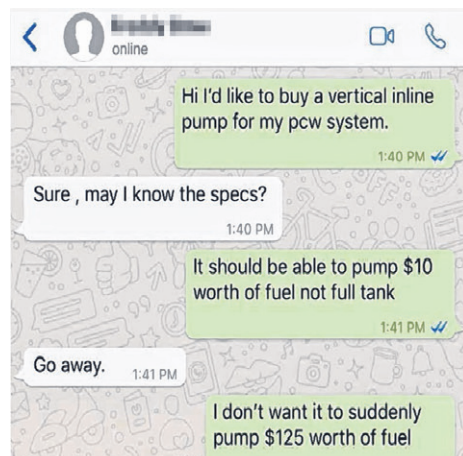 online
Hi I'd like to buy a vertical inline
pump for my pcw system.
1:40 PM
Sure , may I know the specs?
1:40 PM
It should be able to pump $10
worth of fuel not full tank
1:41 PM
Go away.
1:41 PM
I don't want it to suddenly
pump $125 worth of fuel